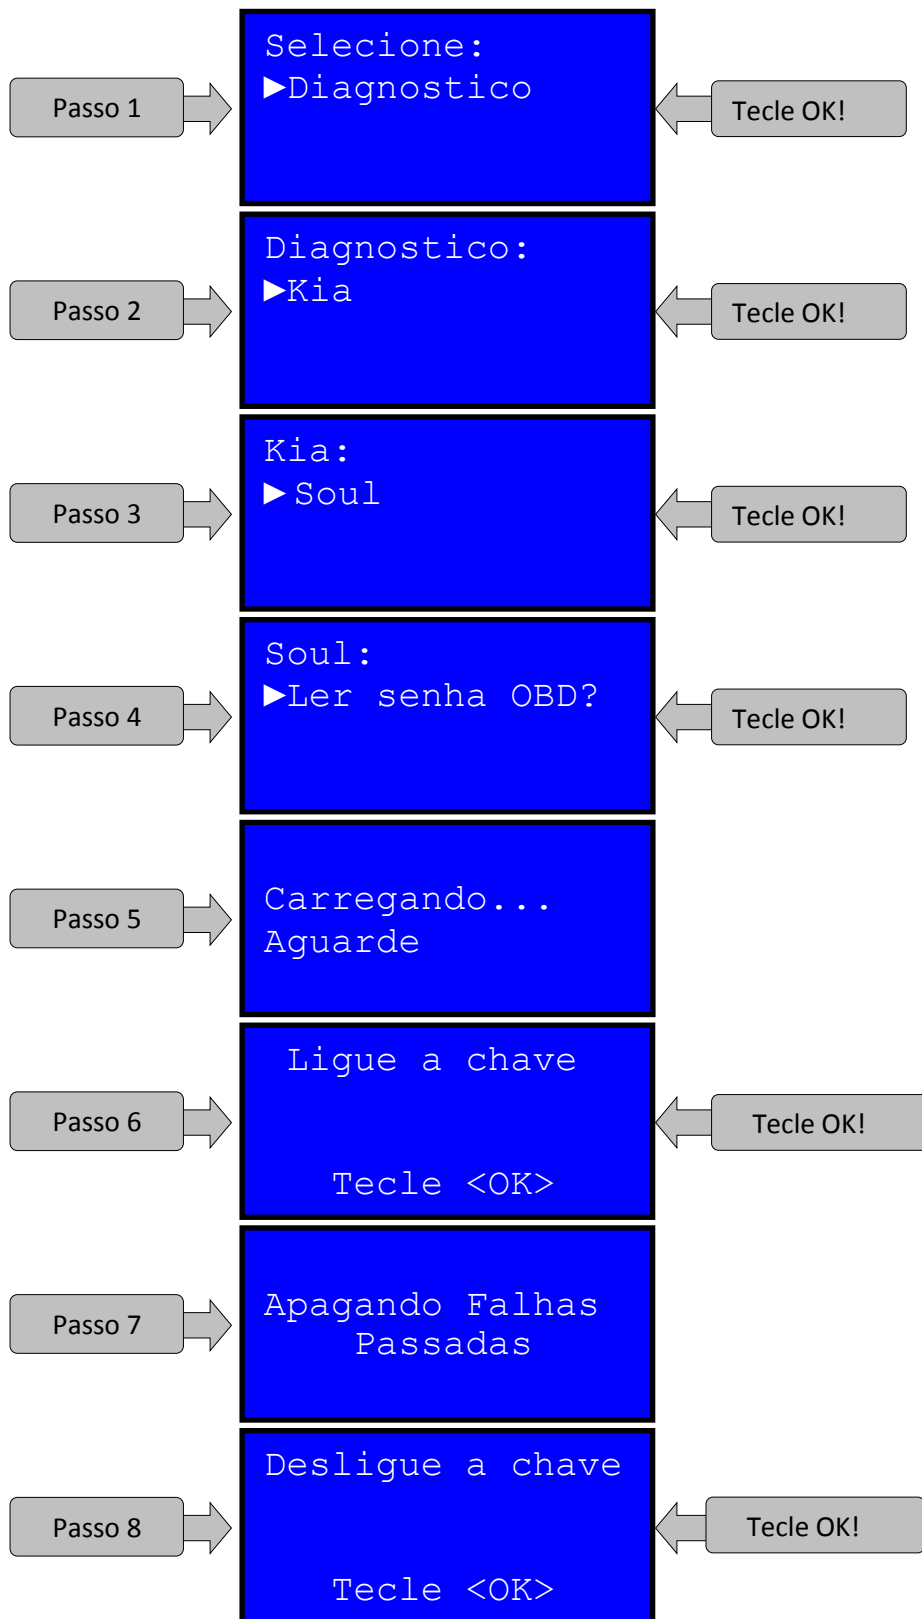 Selecione:
Passo 1
►Diagnostico
Tecle OK!
Diagnostico:
Passo 2
►Kia
Tecle OK!
Kia:
Passo 3
►Soul
Tecle OK!
Soul:
Passo 4
►Ler senha OBD?
Tecle OK!
Passo 5
Carregando...
Aguarde
Ligue a chave
Passo 6
Tecle OK!
Tecle <OK>
Passo 7
Apagando Falhas
Passadas
Desligue a chave
Passo 8
Tecle OK!
Tecle <OK>